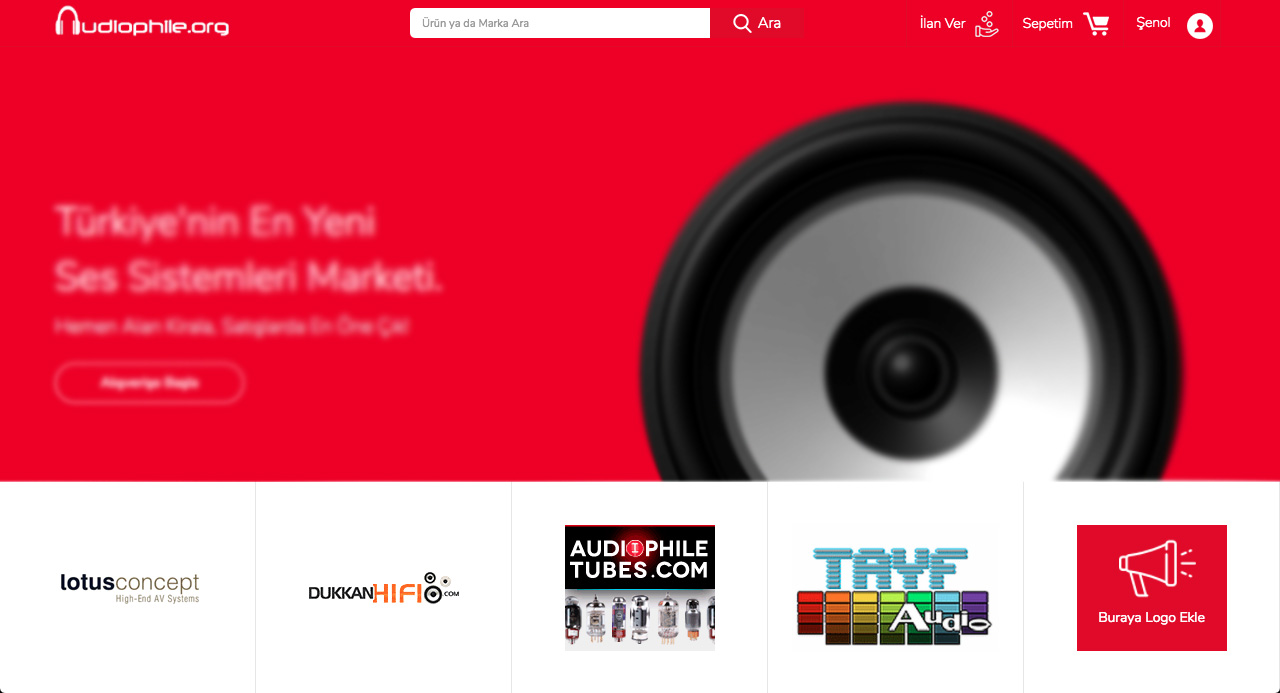 Audiophile.org
Ürün ya da Marka Ara
Ara
İlan Ver
Sepetim
Şenol
Türkiye'nin En Yeni
Ses Sistemleri Marketi.
Hemen Alan Kirala, Satışlarda En Öne Çık!
Alışverişe Başla
lotusconcept
High-End AV Systems
DUKKANHIFI
.COM
AUDIOPHILE
TUBES.COM
TAYF
Audio
Buraya Logo Ekle